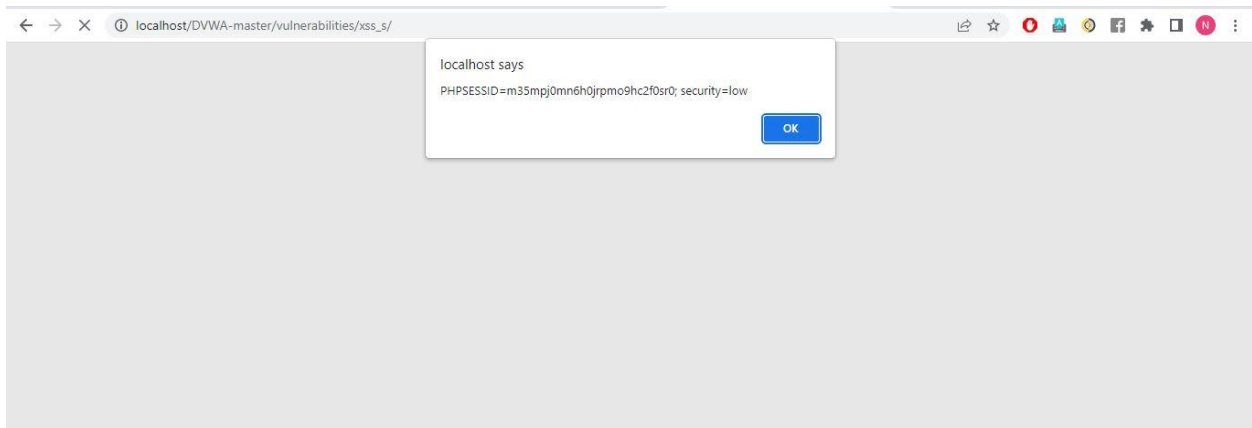 localhost/DVWA-master/vulnerabilities/xss_s/
N
localhost says
PHPSESSID=m35mpj0mn6h0jrpmo9hc2f0sr0; security=low
OK